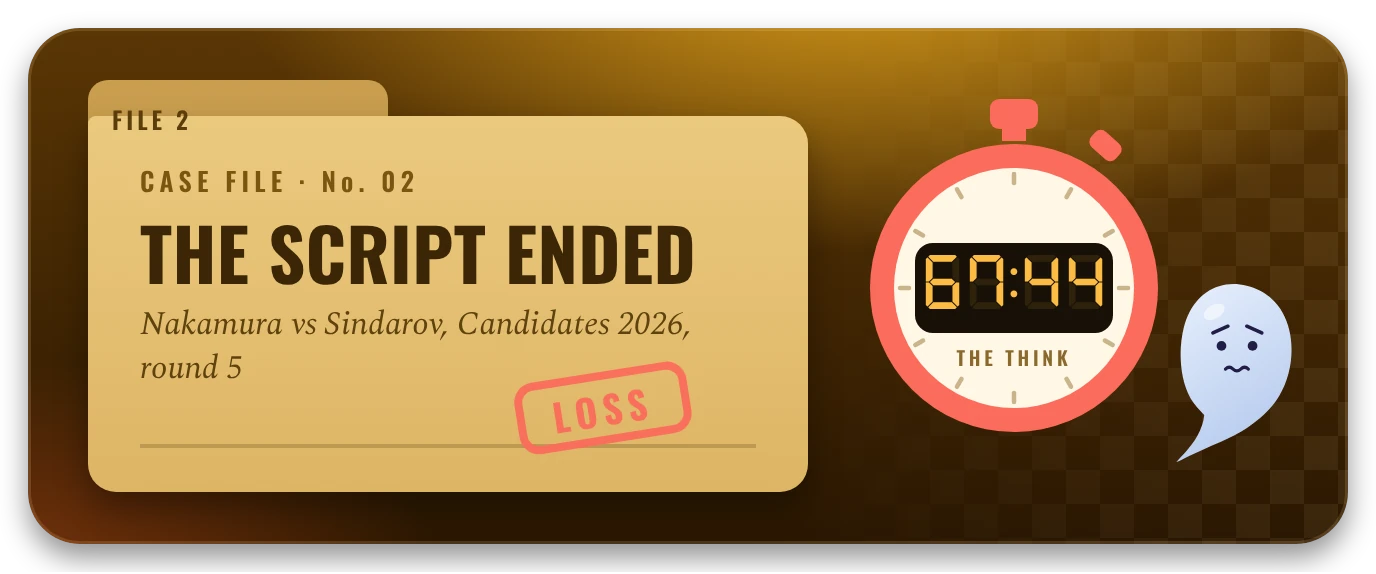 FILE 2
CASE FILE · No. 02
THE SCRIPT ENDED
Nakamura vs Sindarov, Candidates 2026,
round 5
LOSS
67:44
THE THINK